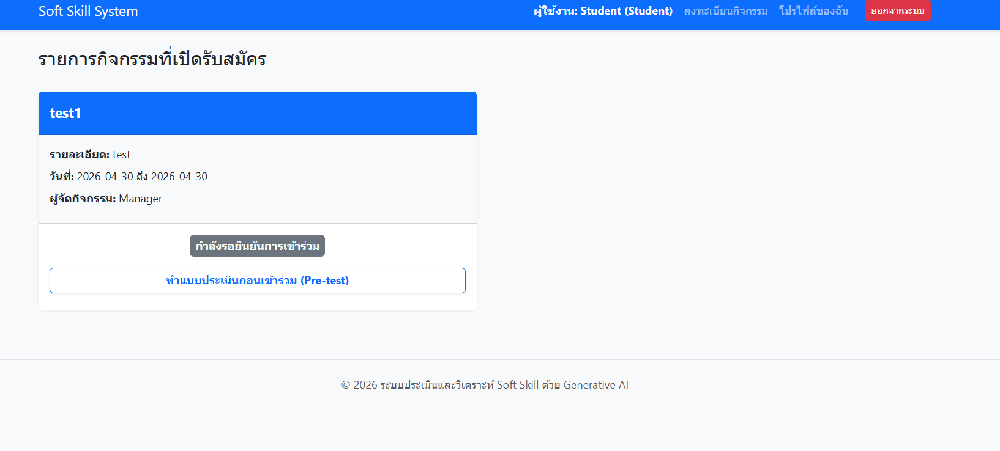 Soft Skill System
ผู้ใช้งาน: Student (Student) ลงทะเบียนกิจกรรม โปรไฟล์ของฉัน ออกจากระบบ
รายการกิจกรรมที่เปิดรับสมัคร
test1
รายละเอียด: test
วันที่: 2026-04-30 ถึง 2026-04-30
ผู้จัดกิจกรรม: Manager
กำลังรอยืนยันการเข้าร่วม
ทำแบบประเมินก่อนเข้าร่วม (Pre-test)
© 2026 ระบบประเมินและวิเคราะห์ Soft Skill ด้วย Generative AI